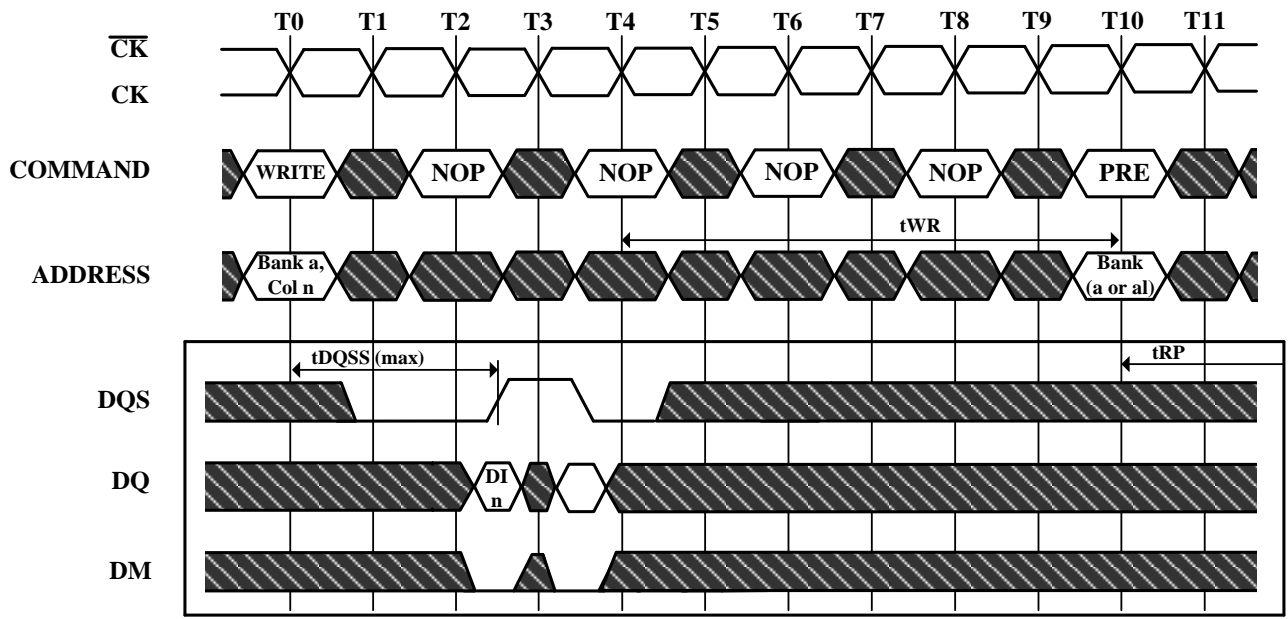 T0 T1 T2 T3 T4 T5 T6 T7 T8 T9 T10 T11
CK
CK
COMMAND
WRITE NOP NOP NOP NOP PRE
tWR
ADDRESS
Bank a,
Col n
Bank
(a or al)
tDQSS (max)
tRP
DQS
DQ
DI
n
DM